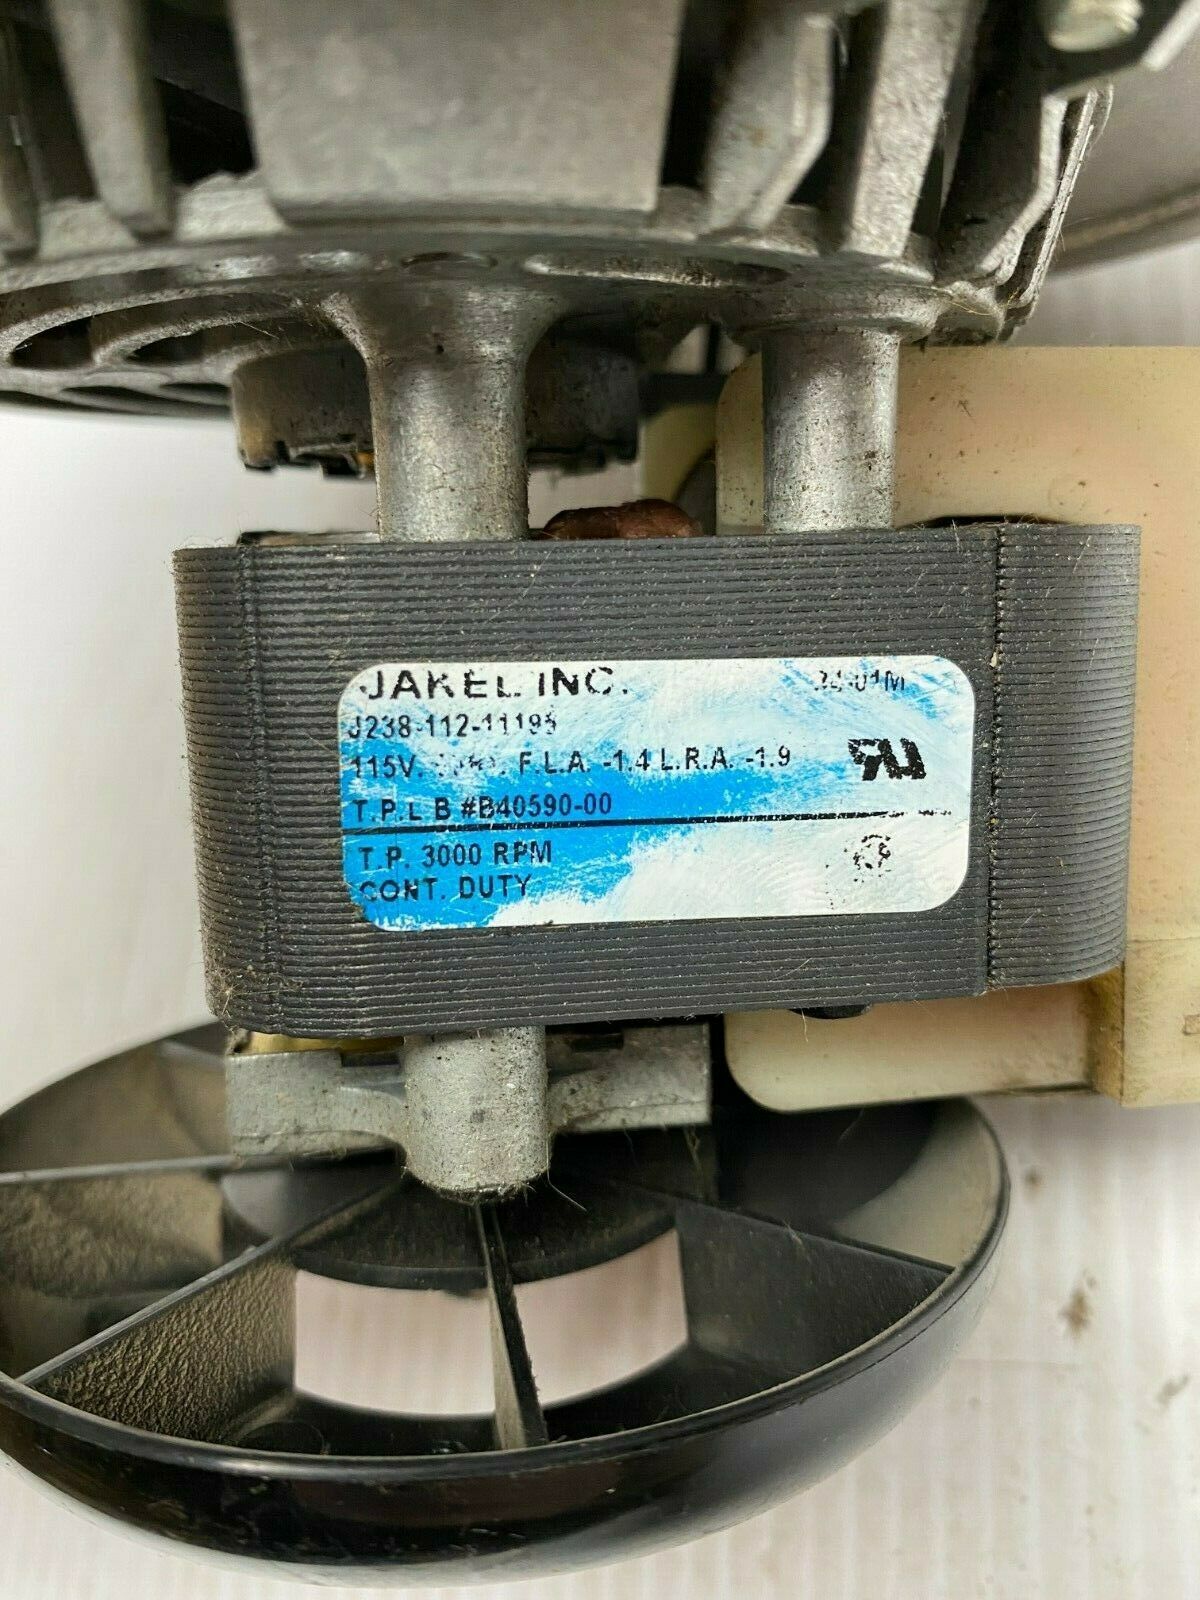 JAKEL INC.
J238-112-11195
115V. F.L.A. -1.4 L.R.A. -1.9
T.P.L B #B40590-00
T.P. 3000 RPM
CONT. DUTY